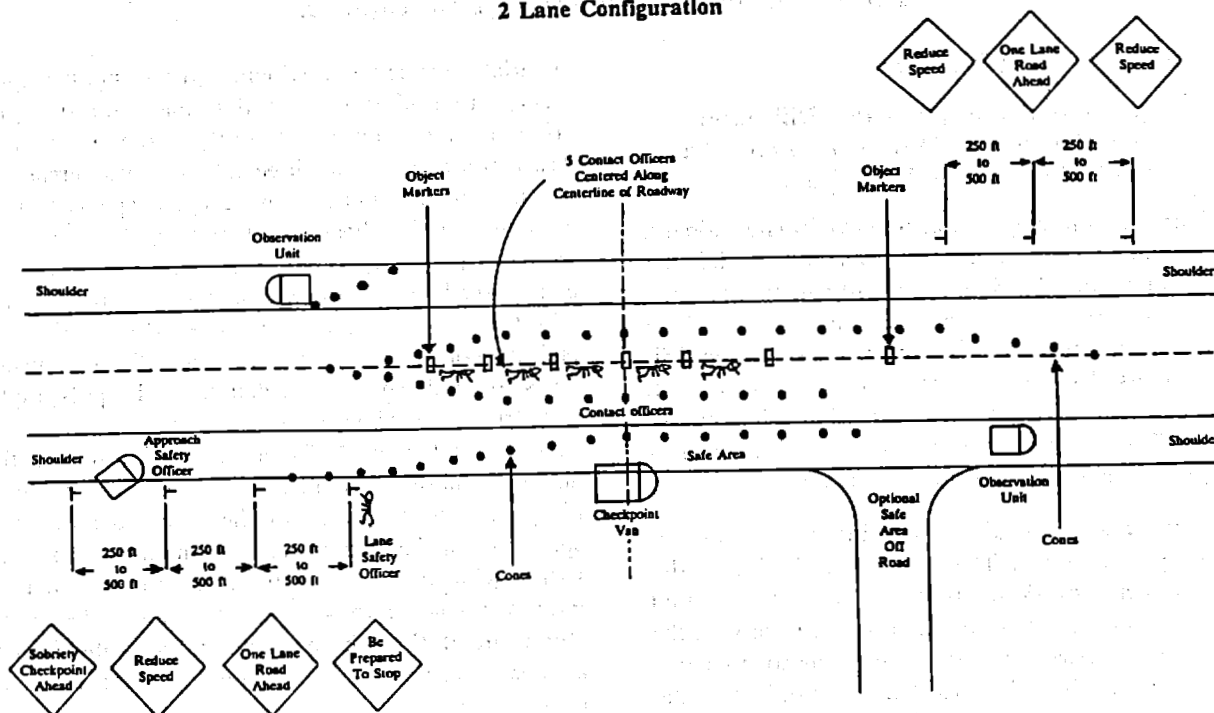 2 Lane Configuration
Reduce
Speed
One Lane
Road
Ahead
Reduce
Speed
250 ft
to
500 ft
250 ft
to
500 ft
Object
Markers
5 Contact Officers
Centered Along
Centerline of Roadway
Object
Markers
Observation
Unit
Shoulder
Shoulder
Contact officers
Shoulder
Approach
Safety
Officer
Safe Area
Shoulder
Checkpoint
Van
Optional
Safe
Area
Off
Road
Observation
Unit
Cones
250 ft
to
500 ft
250 ft
to
500 ft
250 ft
to
500 ft
Lane
Safety
Officer
Cones
Sobriety
Checkpoint
Ahead
Reduce
Speed
One Lane
Road
Ahead
Be
Prepared
To Stop